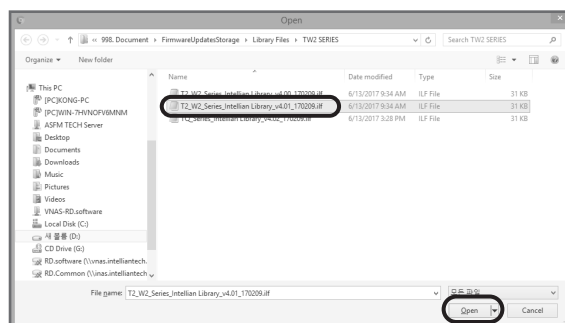 Open
« 998. Document › FirmwareUpdatesStorage › Library Files › TW2 SERIES
Search TW2 SERIES
Organize
New folder
Name
Date modified
Type
Size
This PC
[PC]KONG-PC
[PC]WIN-7HVNOFV6MNM
ASFM TECH Server
Desktop
Documents
Downloads
Music
Pictures
Videos
VNAS-RD.software
Local Disk (C:)
새 볼륨 (D:)
CD Drive (G:)
RD.software (\\vnas.intelliantech.
RD.Common (\\inas.intelliantech
T2_W2_Series_Intellian Library_v4.00_170209.ilf 6/13/2017 9:34 AM ILF File 31 KB
T2_W2_Series_Intellian Library_v4.01_170209.ilf 6/13/2017 9:34 AM ILF File 31 KB
TQ_Series_Intellian Library_v4.02_170209.ilf 6/13/2017 3:28 PM ILF File 31 KB
File name: T2_W2_Series_Intellian Library_v4.01_170209.ilf
모든 파일
Open
Cancel